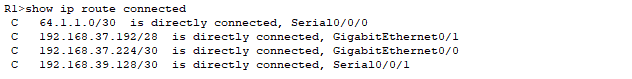 R1>show ip route connected
C   64.1.1.0/30  is directly connected, Serial0/0/0
C   192.168.37.192/28  is directly connected, GigabitEthernet0/1
C   192.168.37.224/30  is directly connected, GigabitEthernet0/0
C   192.168.39.128/30  is directly connected, Serial0/0/1